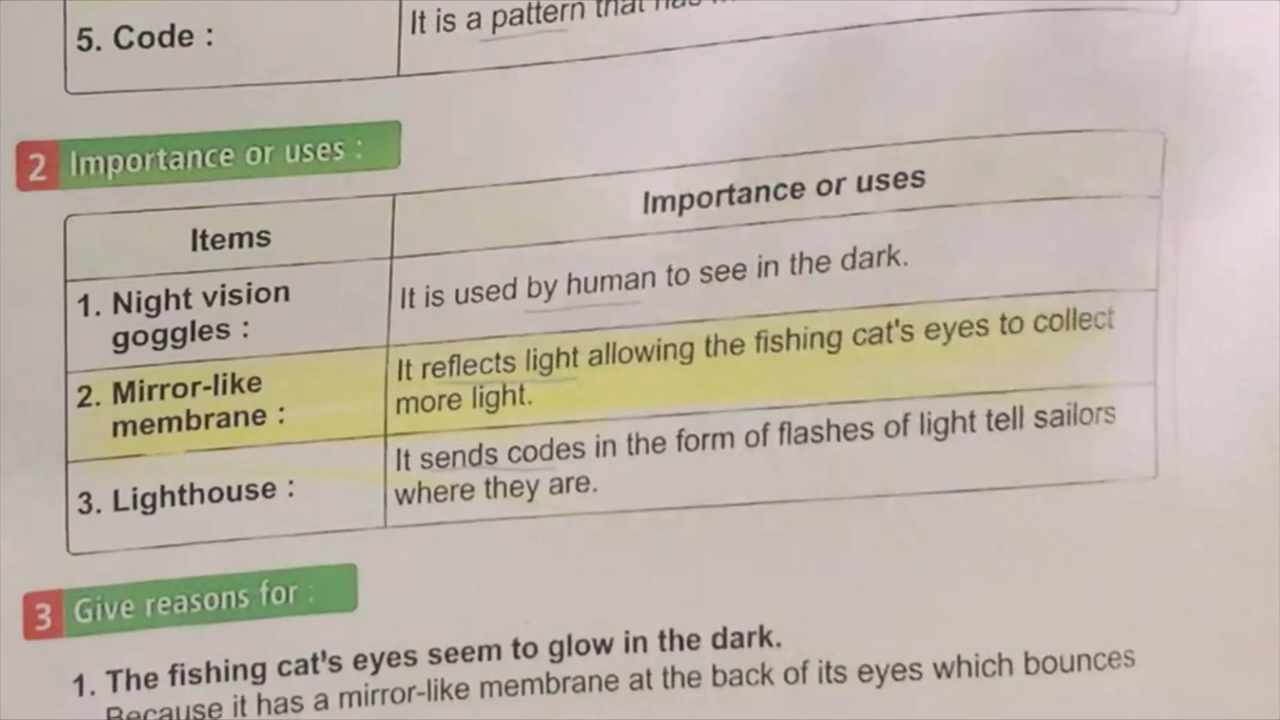 5. Code :
It is a pattern that has
2 Importance or uses :
Items
Importance or uses
1. Night vision
goggles :
It is used by human to see in the dark.
2. Mirror-like
membrane :
It reflects light allowing the fishing cat's eyes to collect
more light.
3. Lighthouse :
It sends codes in the form of flashes of light tell sailors
where they are.
3 Give reasons for :
1. The fishing cat's eyes seem to glow in the dark.
Because it has a mirror-like membrane at the back of its eyes which bounces